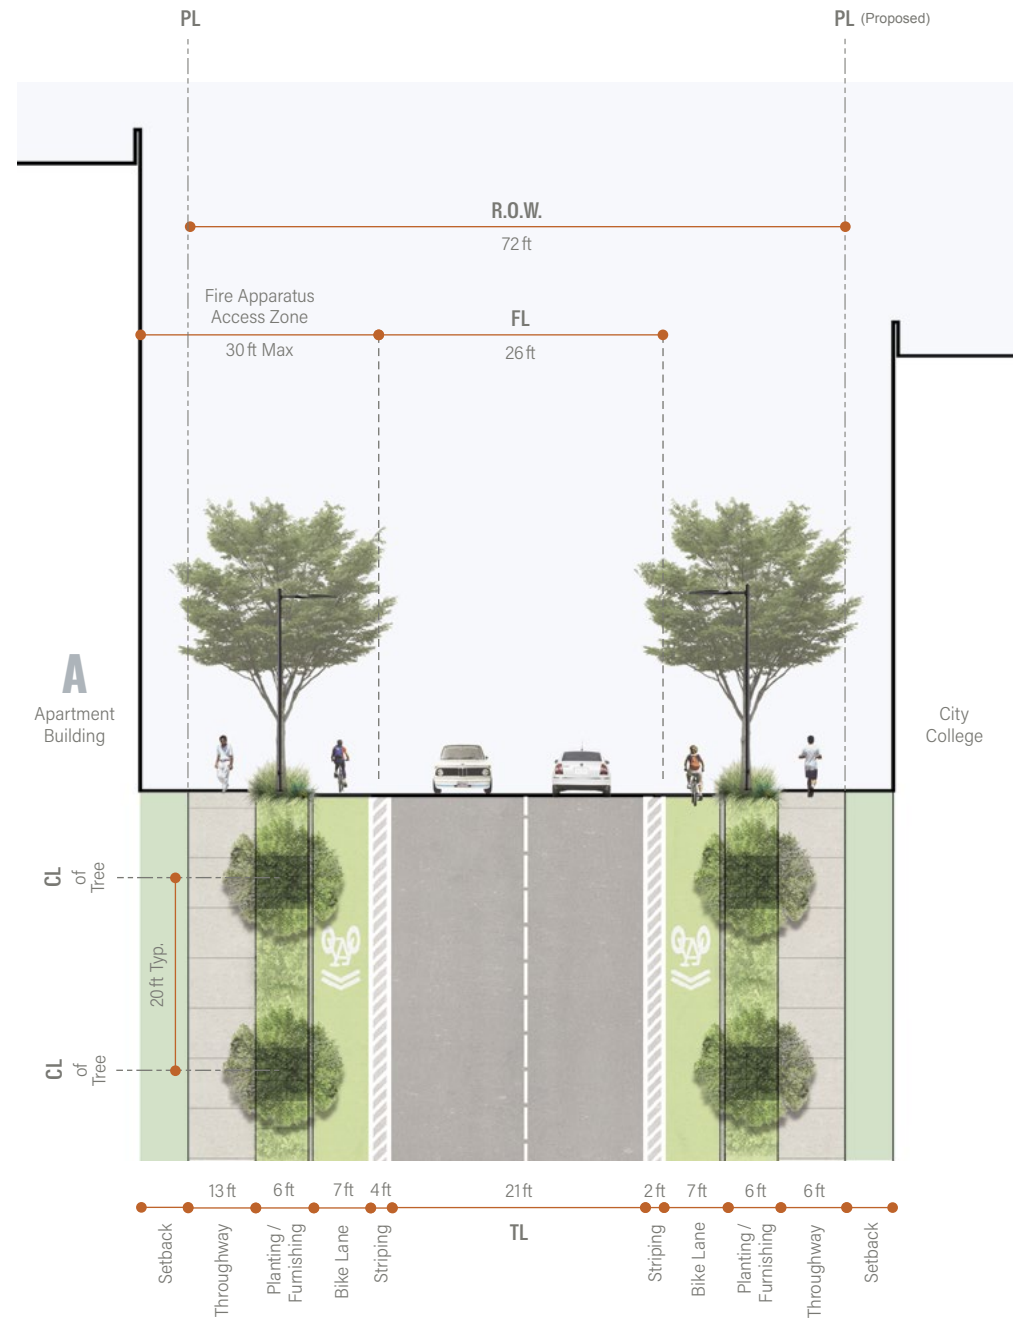 PL
PL (Proposed)
R.O.W.
72 ft
Fire Apparatus
Access Zone
30 ft Max
FL
26 ft
A
Apartment
Building
City
College
CL
of
Tree
20 ft Typ.
CL
of
Tree
13 ft
6 ft
7 ft
4 ft
21 ft
2 ft
7 ft
6 ft
6 ft
Setback
Throughway
Planting /
Furnishing
Bike Lane
Striping
TL
Striping
Bike Lane
Planting /
Furnishing
Throughway
Setback